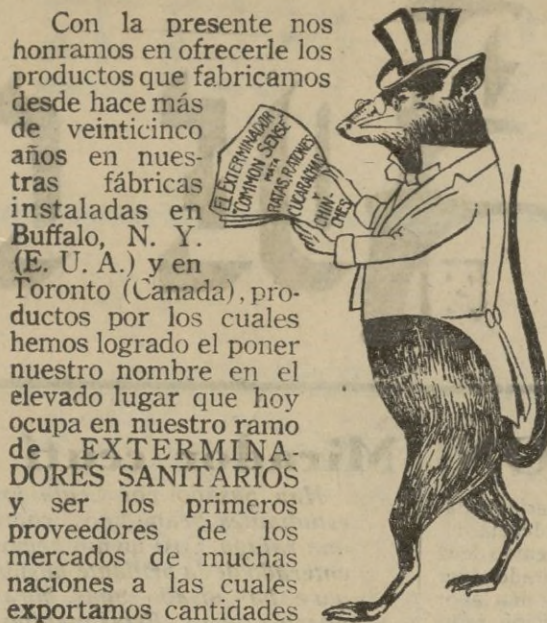 Con la presente nos
honramos en ofrecerle los
productos que fabricamos
desde hace más
de veinticinco
años en nues-
tras fábricas
instaladas en
Buffalo, N. Y.
(E. U. A.) y en
Toronto (Canada), pro-
ductos por los cuales
hemos logrado el poner
nuestro nombre en el
elevado lugar que hoy
ocupa en nuestro ramo
de EXTERMINA-
DORES SANITARIOS
y ser los primeros
proveedores de los
mercados de muchas
naciones a las cuales
exportamos cantidades
EL EXTERMINADOR
"COMMON SENSE"
MATA
RATAS, RATONES
CUCARACHAS
Y
CHIN-
CHES